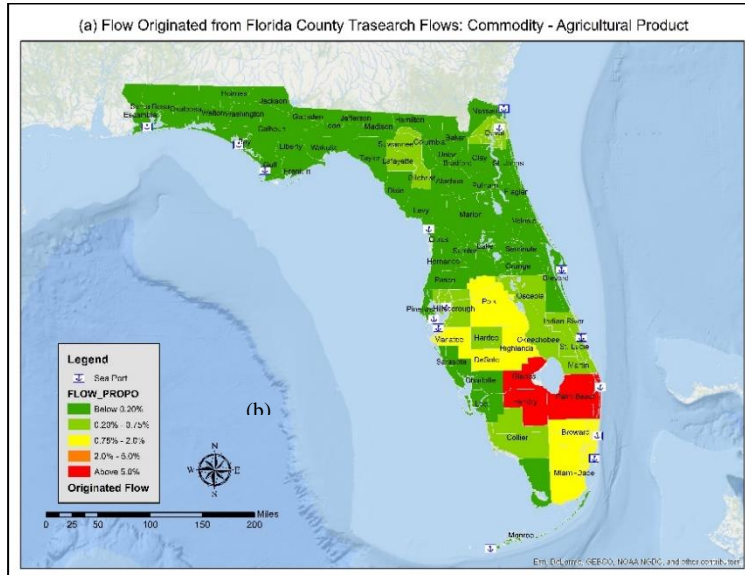 (a) Flow Originated from Florida County Trasearch Flows: Commodity - Agricultural Product
Holmes
Jackson
Santa Rosa
Okaloosa
Escambia
Walton
Washington
Gadsden
Jefferson
Hamilton
Nassau
Calhoun
Leon
Madison
Baker
Duval
Bay
Liberty
Wakulla
Suwannee
Columbia
Union
Clay
St. Johns
Gulf
Franklin
Taylor
Lafayette
Bradford
Gilchrist
Alachua
Putnam
Dixie
Flagler
Levy
Marion
Volusia
Citrus
Lake
Sumter
Seminole
Hernando
Orange
Brevard
Pasco
Polk
Osceola
Pinellas
Hillsborough
Indian River
Manatee
Hardee
Okeechobee
Highlands
St. Lucie
DeSoto
Martin
Sarasota
Charlotte
Glades
Lee
Hendry
Palm Beach
Collier
Broward
Miami-Dade
Monroe
Legend
Sea Port
FLOW_PROPO
Below 0.20%
0.20% - 0.75%
0.75% - 2.0%
2.0% - 5.0%
Above 5.0%
Originated Flow
(b)
N
W
E
S
Miles
0 25 50 100 150 200
Esri, DeLorme, GEBCO, NOAA NGDC, and other contributors